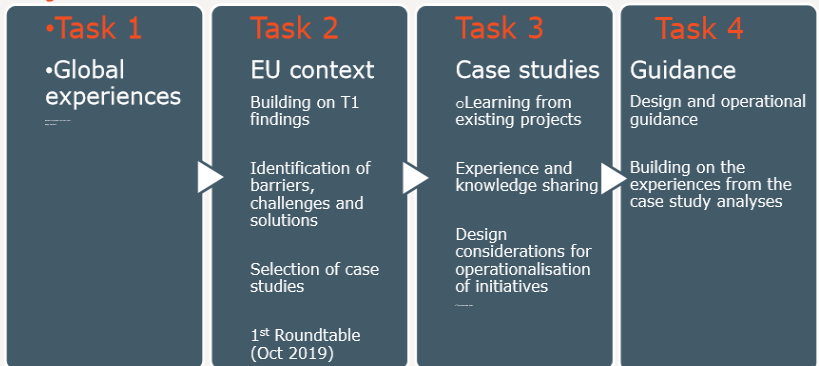 •Task 1
•Global
experiences
Task 2
EU context
Building on T1
findings
Identification of
barriers,
challenges and
solutions
Selection of case
studies
1st Roundtable
(Oct 2019)
Task 3
Case studies
oLearning from
existing projects
Experience and
knowledge sharing
Design
considerations for
operationalisation
of initiatives
Task 4
Guidance
Design and operational
guidance
Building on the
experiences from the
case study analyses